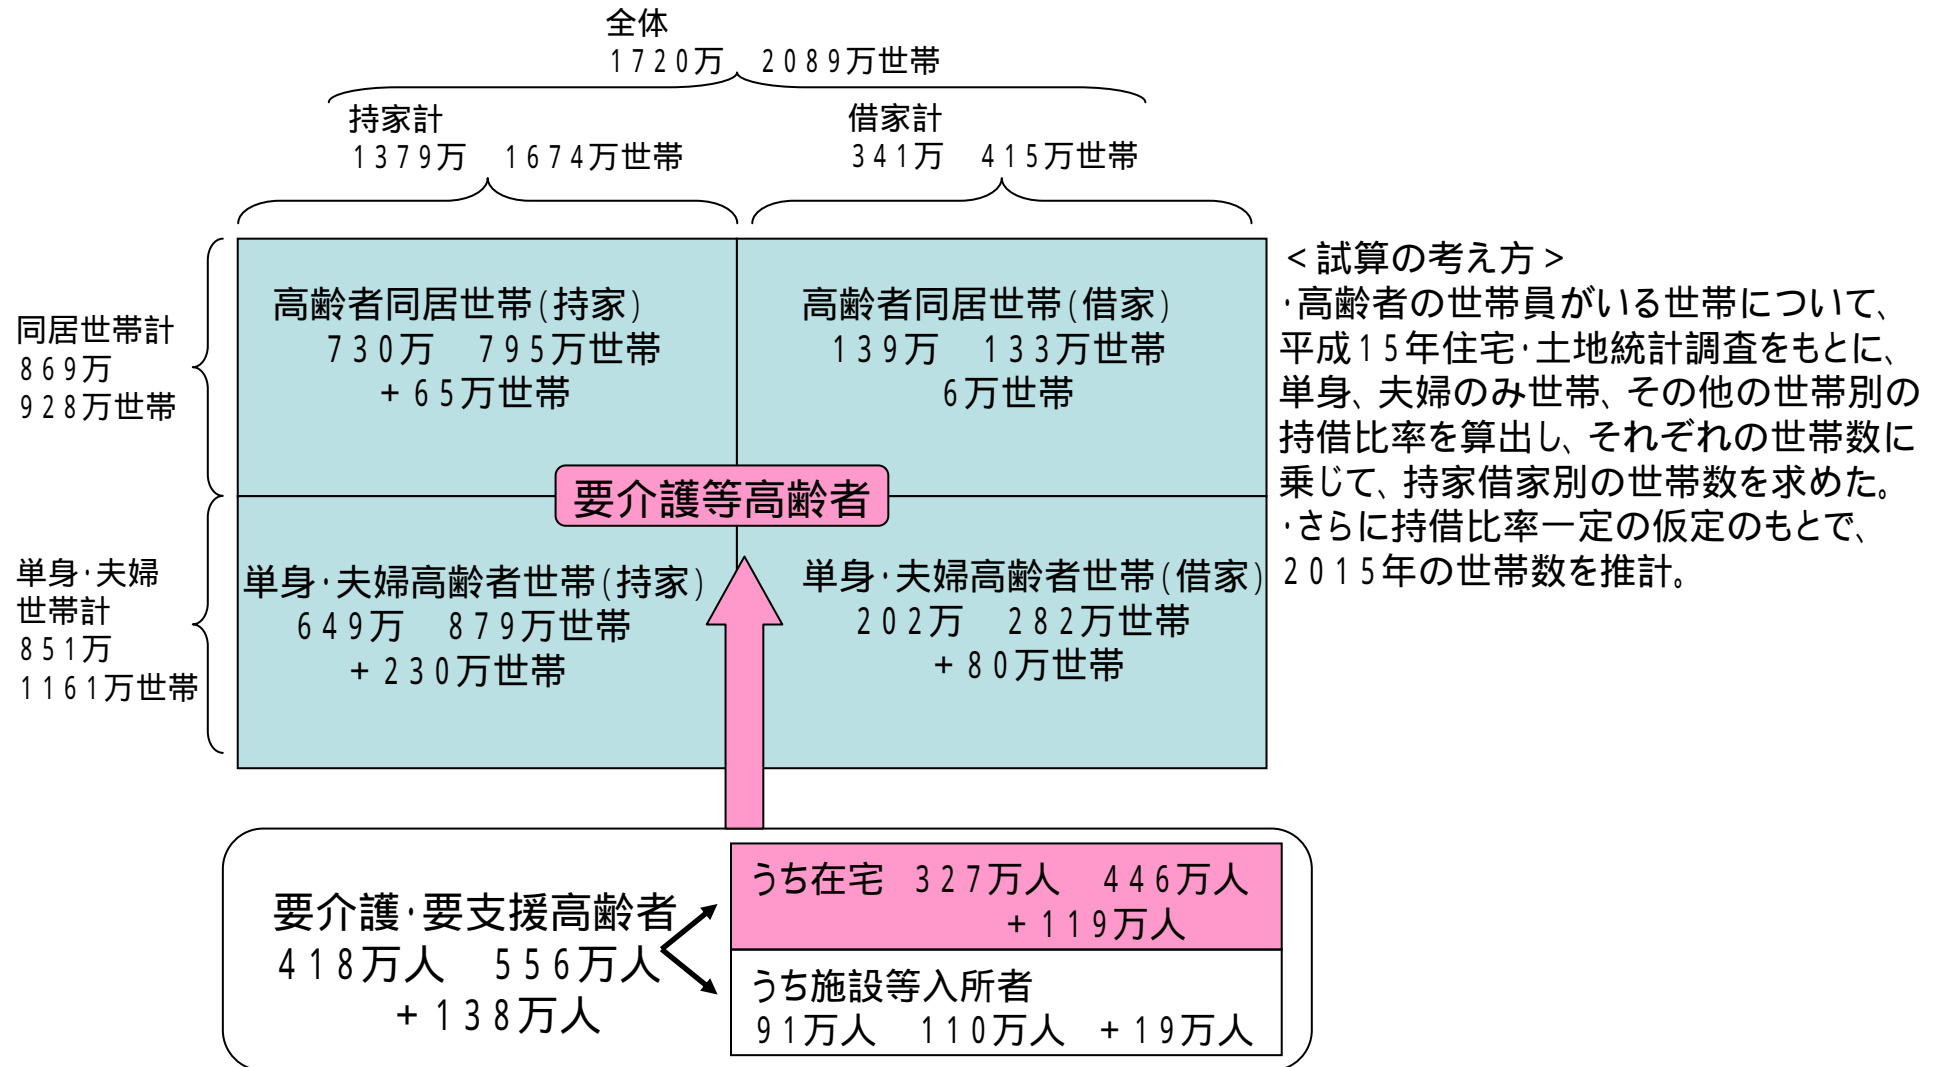 全体
1720万　2089万世帯
持家計
1379万　1674万世帯
借家計
341万　415万世帯
同居世帯計
869万
928万世帯
高齢者同居世帯(持家)
730万　795万世帯
+65万世帯
高齢者同居世帯(借家)
139万　133万世帯
6万世帯
<試算の考え方>
・高齢者の世帯員がいる世帯について、
平成15年住宅・土地統計調査をもとに、
単身、夫婦のみ世帯、その他の世帯別の
持借比率を算出し、それぞれの世帯数に
乗じて、持家借家別の世帯数を求めた。
・さらに持借比率一定の仮定のもとで、
2015年の世帯数を推計。
要介護等高齢者
単身・夫婦
世帯計
851万
1161万世帯
単身・夫婦高齢者世帯(持家)
649万　879万世帯
+230万世帯
単身・夫婦高齢者世帯(借家)
202万　282万世帯
+80万世帯
要介護・要支援高齢者
418万人　556万人
+138万人
うち在宅　327万人　446万人
+119万人
うち施設等入所者
91万人　110万人　+19万人